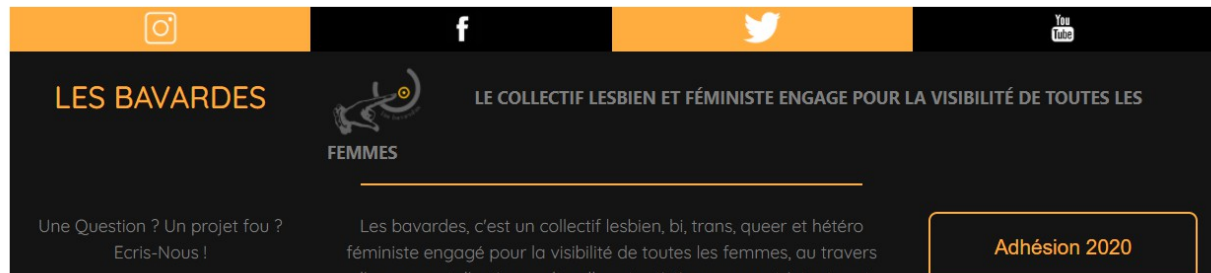 You
Tube
LES BAVARDES
LE COLLECTIF LESBIEN ET FÉMINISTE ENGAGE POUR LA VISIBILITÉ DE TOUTES LES
FEMMES
Une Question ? Un projet fou ?
Ecris-Nous !
Les bavardes, c'est un collectif lesbien, bi, trans, queer et hétéro
féministe engagé pour la visibilité de toutes les femmes, au travers
Adhésion 2020